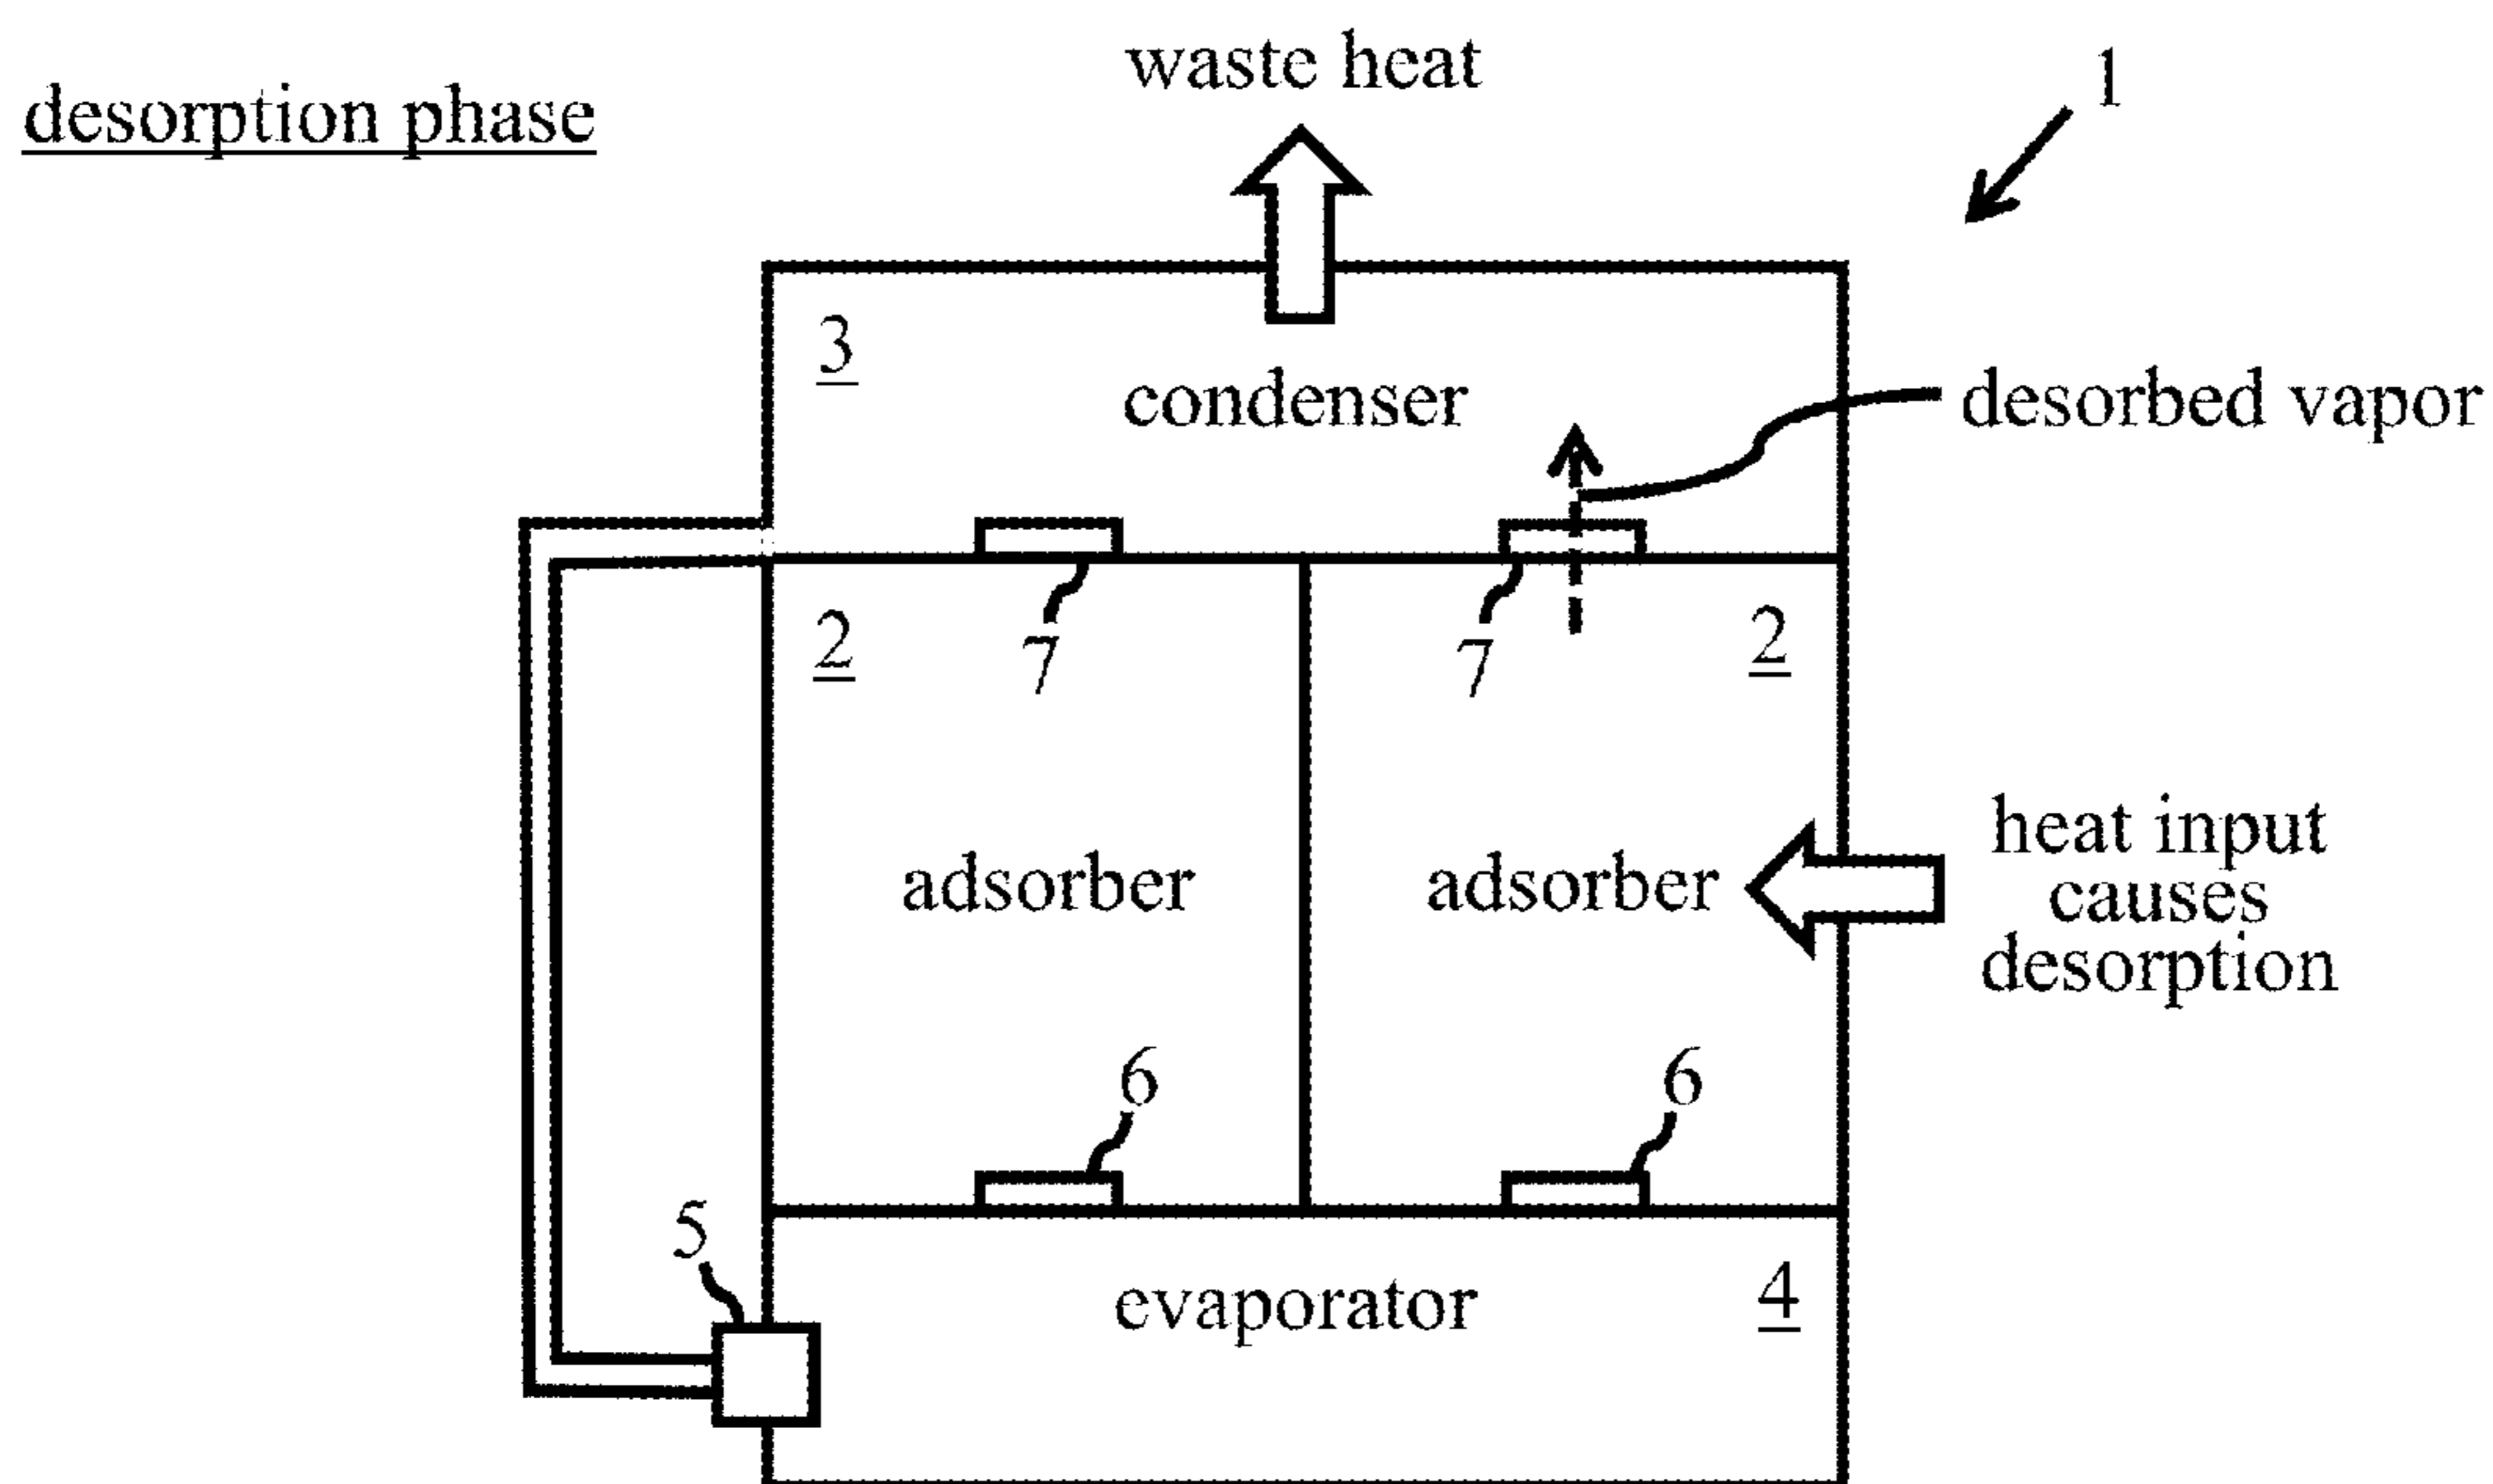 waste heat
1
desorption phase
3
condenser
desorbed vapor
2
7
7
2
adsorber
adsorber
heat input
causes
desorption
6
6
5
evaporator
4